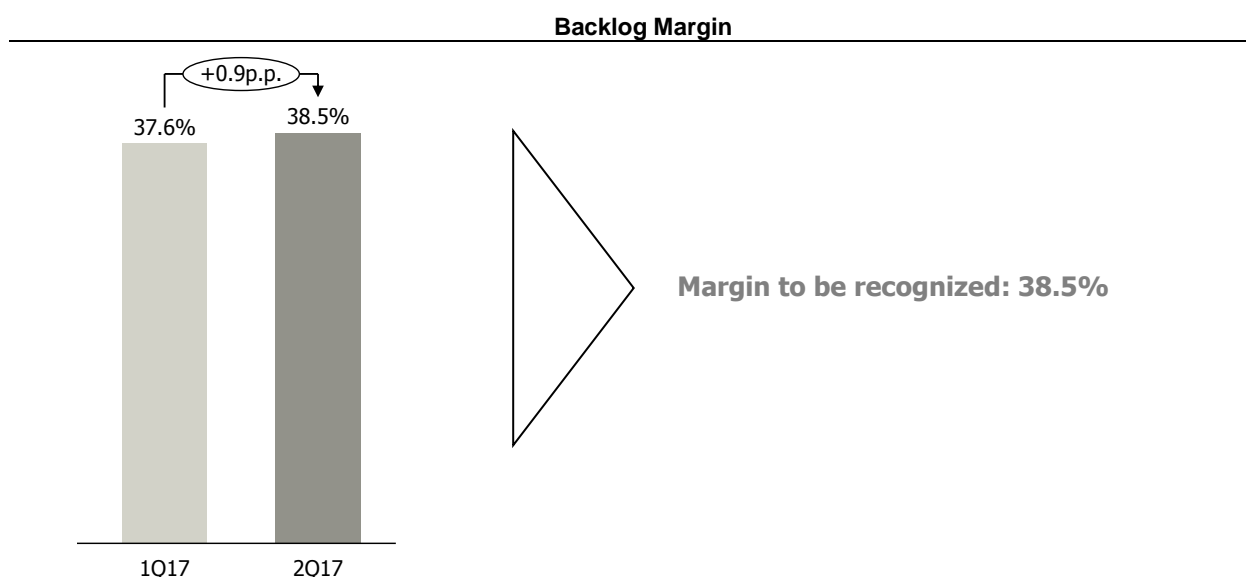 Backlog Margin
+0.9p.p.
37.6%
38.5%
Margin to be recognized: 38.5%
1Q17
2Q17